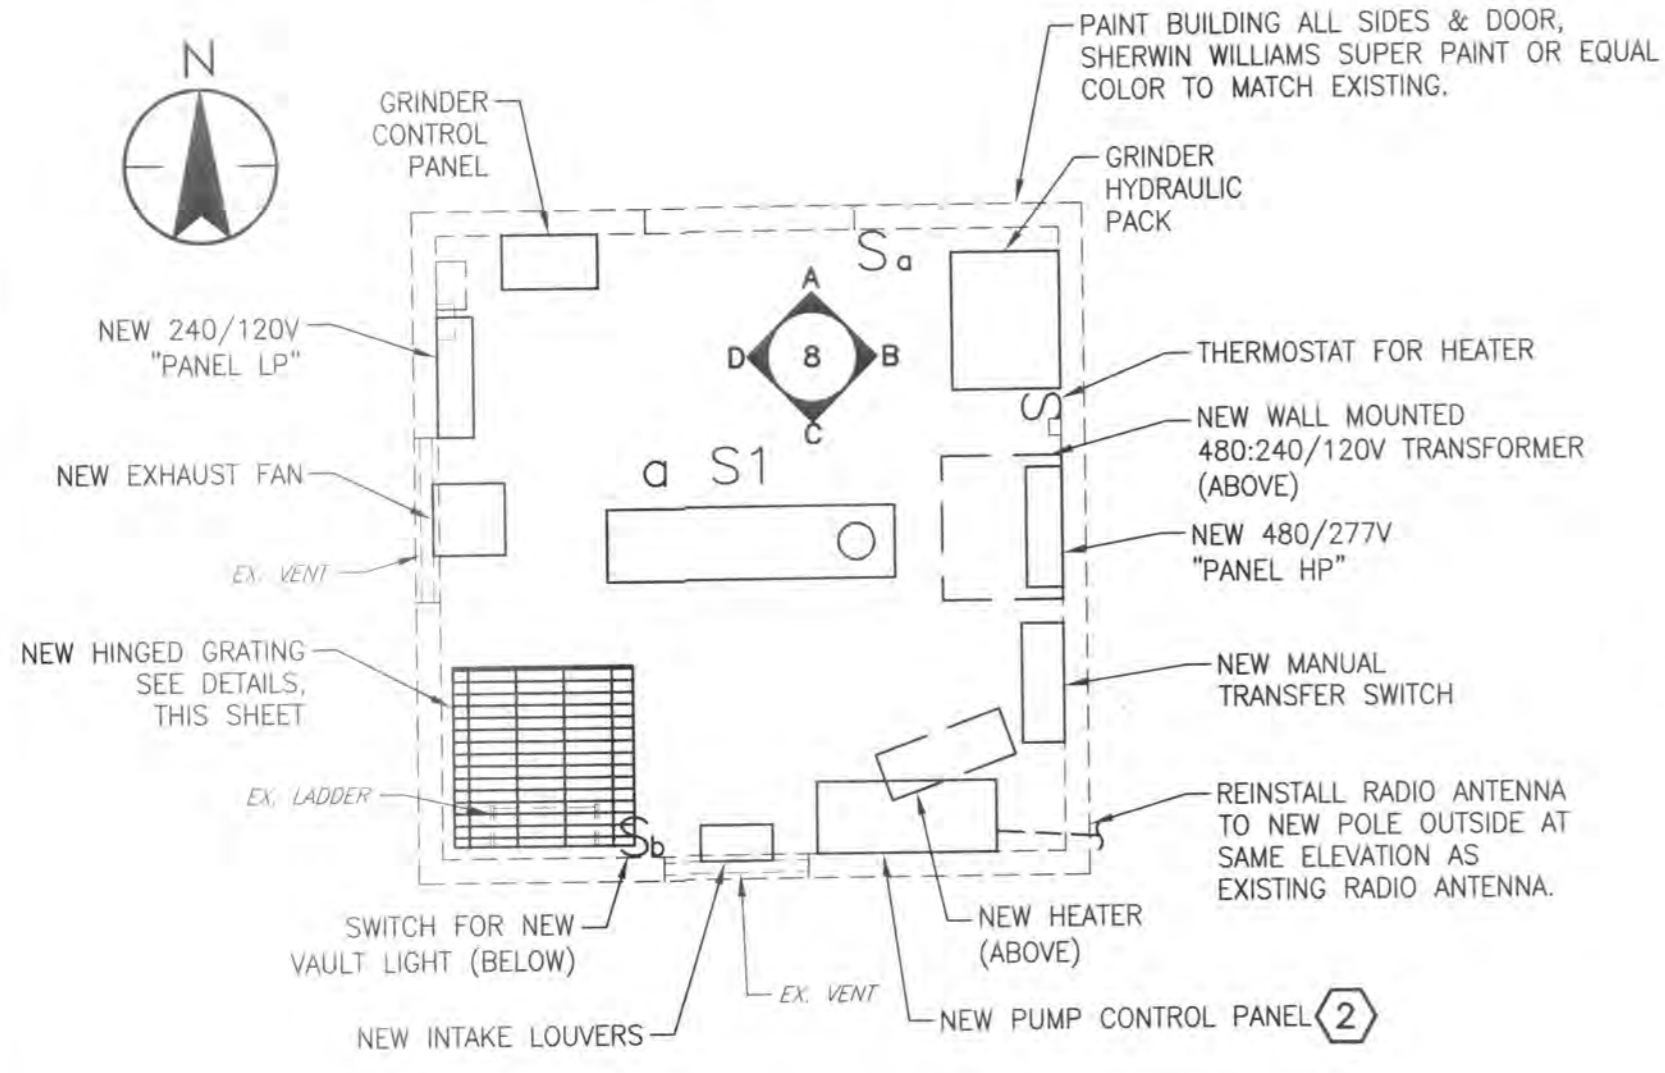 N
PAINT BUILDING ALL SIDES & DOOR,
SHERWIN WILLIAMS SUPER PAINT OR EQUAL
COLOR TO MATCH EXISTING.
GRINDER
CONTROL
PANEL
GRINDER
HYDRAULIC
PACK
Sa
A
D 8 B
C
NEW 240/120V
"PANEL LP"
THERMOSTAT FOR HEATER
S
NEW WALL MOUNTED
480:240/120V TRANSFORMER
(ABOVE)
a S1
NEW EXHAUST FAN
EX. VENT
NEW 480/277V
"PANEL HP"
NEW HINGED GRATING
SEE DETAILS,
THIS SHEET
NEW MANUAL
TRANSFER SWITCH
EX. LADDER
Sb
REINSTALL RADIO ANTENNA
TO NEW POLE OUTSIDE AT
SAME ELEVATION AS
EXISTING RADIO ANTENNA.
SWITCH FOR NEW
VAULT LIGHT (BELOW)
NEW HEATER
(ABOVE)
EX. VENT
NEW INTAKE LOUVERS
NEW PUMP CONTROL PANEL 2